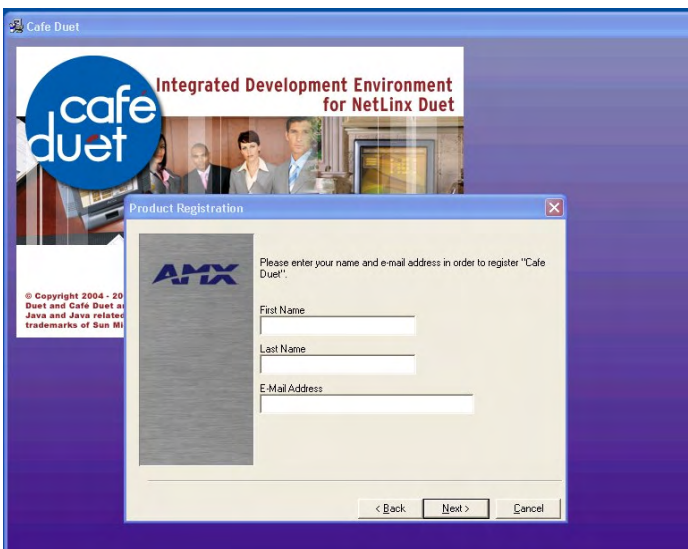 Cafe Duet
café
duet
Integrated Development Environment
for NetLinx Duet
© Copyright 2004 - 20
Duet and Café Duet a
Java and Java related
trademarks of Sun Mi
Product Registration
AMX
Please enter your name and e-mail address in order to register "Cafe
Duet".
First Name
Last Name
E-Mail Address
< Back
Next >
Cancel